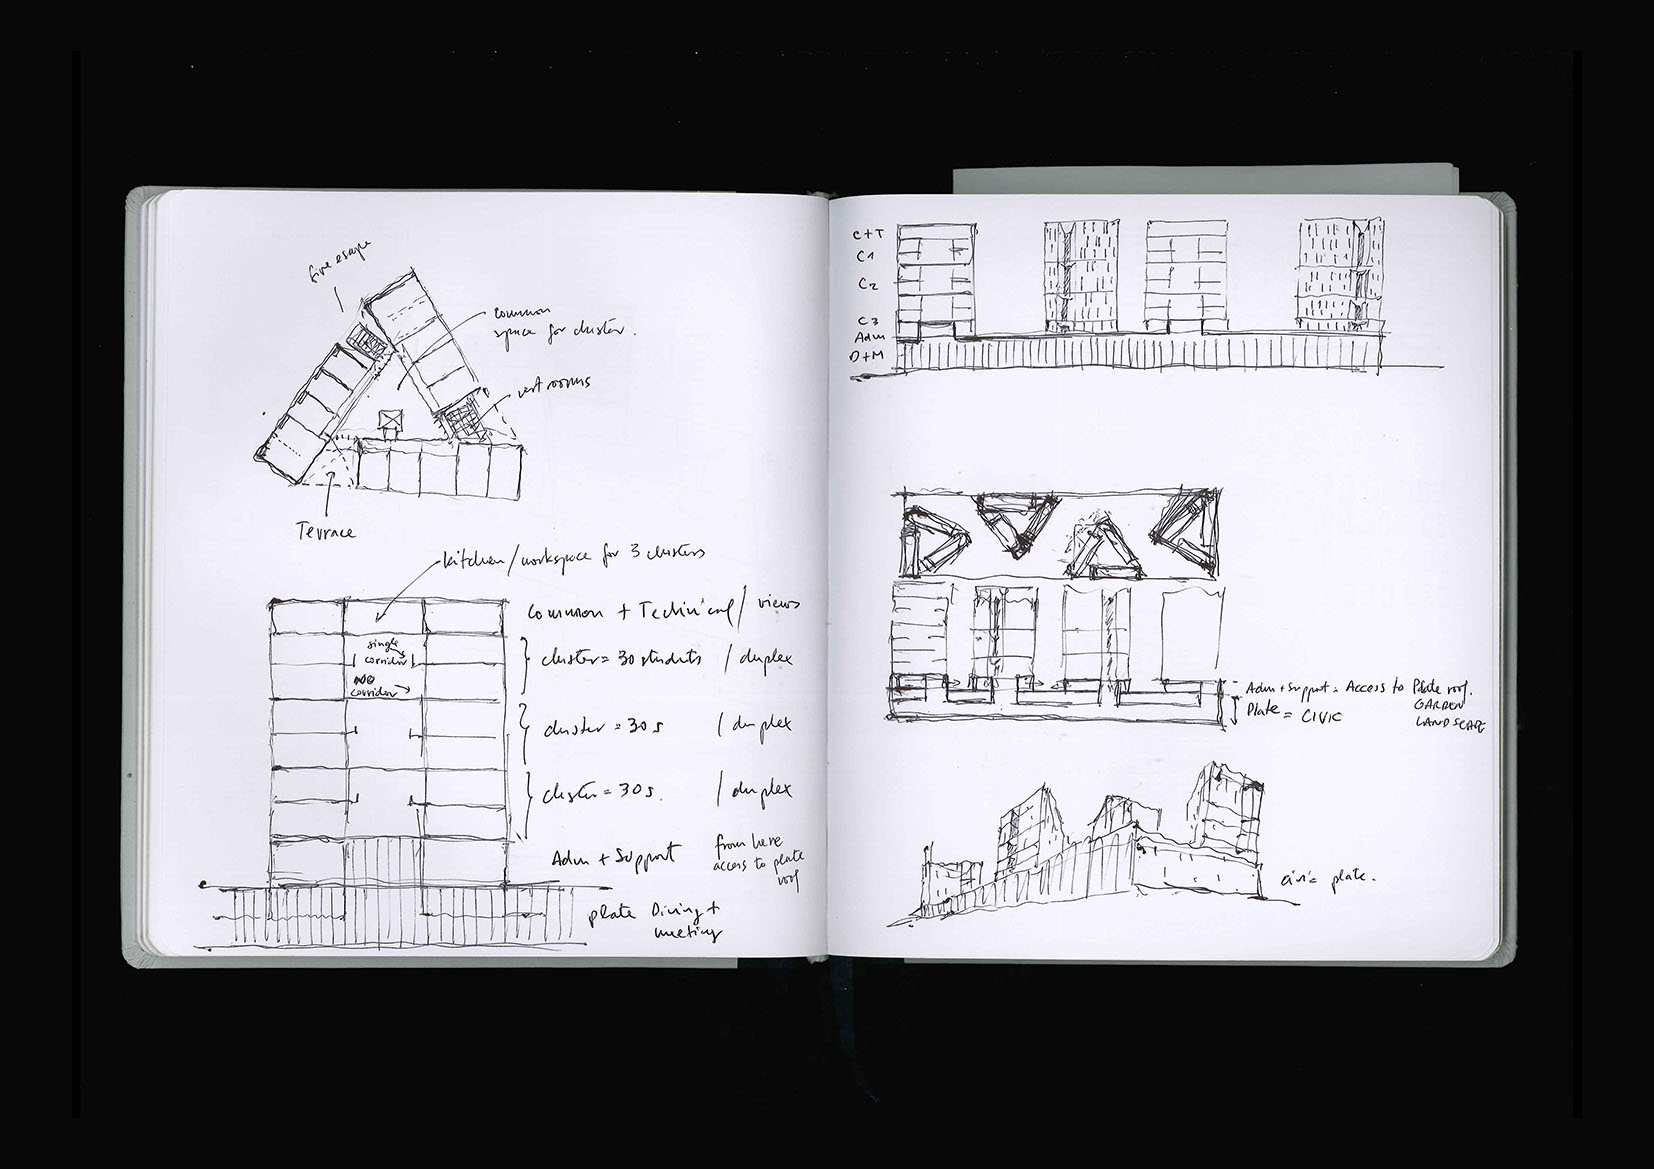 fire escape
common
space for cluster.
rest rooms
Terrace
kitchen/workspace for 3 clusters
Common + Technical / views
single
corridor
cluster = 30 students / duplex
NO
corridor
cluster = 30 s / duplex
cluster = 30 s. / duplex
Adm + Support
from here
access to plate
roof
plate Dining +
meeting
C+T
C1
C2
C3
Adm
D+M
Adm + Support = Access to Plate roof.
GARDEN
LANDSCAPE
Plate = CIVIC
civic plate.